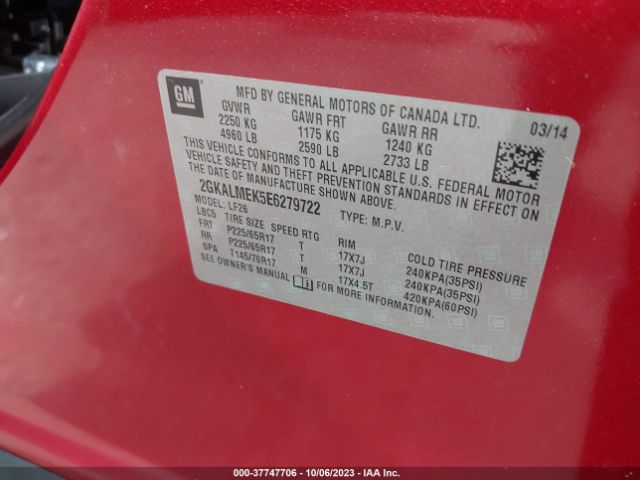 GM
MFD BY GENERAL MOTORS OF CANADA LTD. 03/14
GVWR GAWR FRT GAWR RR
2250 KG 1175 KG 1240 KG
4960 LB 2590 LB 2733 LB
THIS VEHICLE CONFORMS TO ALL APPLICABLE U.S. FEDERAL MOTOR
VEHICLE SAFETY AND THEFT PREVENTION STANDARDS IN EFFECT ON
THE DATE OF MANUFACTURE SHOWN ABOVE.
2GKALMEK5E6279722 TYPE: M.P.V.
MODEL: LF26
LBC5 TIRE SIZE SPEED RTG RIM COLD TIRE PRESSURE
FRT P225/65R17 T 17X7J 240KPA(35PSI)
RR P225/65R17 T 17X7J 240KPA(35PSI)
SPA T145/70R17 M 17X4.5T 420KPA(60PSI)
SEE OWNER'S MANUAL FOR MORE INFORMATION.
000-37747706 - 10/06/2023 - IAA Inc.